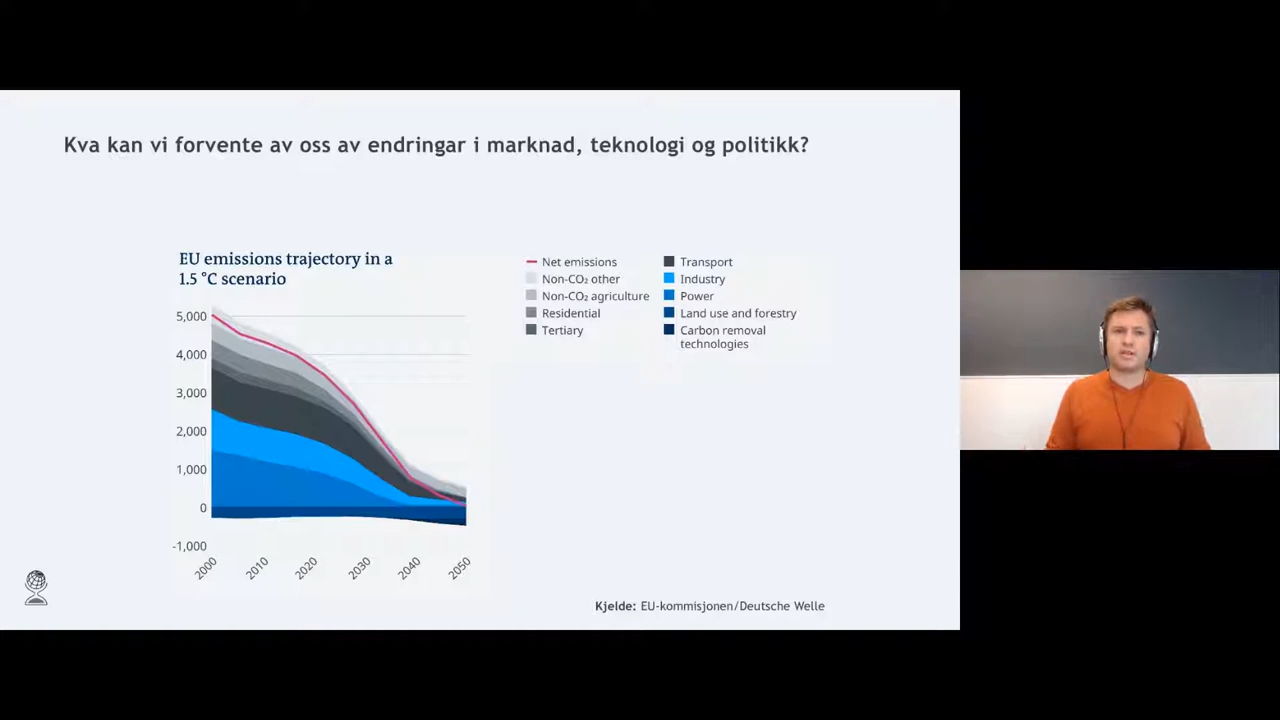 Kva kan vi forvente av oss av endringar i marknad, teknologi og politikk?
EU emissions trajectory in a
1.5 °C scenario
Net emissions
Non-CO₂ other
Non-CO₂ agriculture
Residential
Tertiary
Transport
Industry
Power
Land use and forestry
Carbon removal
technologies
5,000
4,000
3,000
2,000
1,000
0
-1,000
2000
2010
2020
2030
2040
2050
Kjelde: EU-kommisjonen/Deutsche Welle